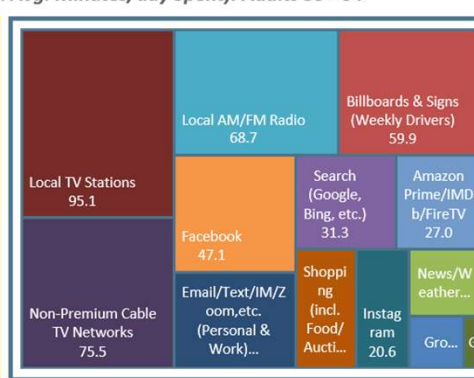 Local TV Stations
95.1
Non-Premium Cable
TV Networks
75.5
Local AM/FM Radio
68.7
Billboards & Signs
(Weekly Drivers)
59.9
Facebook
47.1
Search
(Google,
Bing, etc.)
31.3
Amazon
Prime/IMD
b/FireTV
27.0
Email/Text/IM/Z
oom,etc.
(Personal &
Work)...
Shoppi
ng
(incl.
Food/
Aucti...
Instag
ram
20.6
News/W
eather...
Gro...